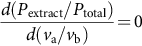 d(P_extract/P_total)/d(ν_a/ν_b) = 0